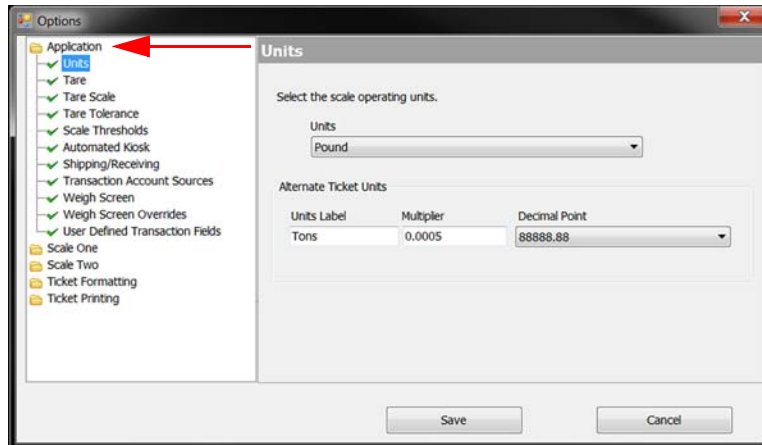 Options
X
Application
Units
Tare
Tare Scale
Tare Tolerance
Scale Thresholds
Automated Kiosk
Shipping/Receiving
Transaction Account Sources
Weigh Screen
Weigh Screen Overrides
User Defined Transaction Fields
Scale One
Scale Two
Ticket Formatting
Ticket Printing
Units
Select the scale operating units.
Units
Pound
Alternate Ticket Units
Units Label Multiplier Decimal Point
Tons 0.0005 88888.88
Save Cancel